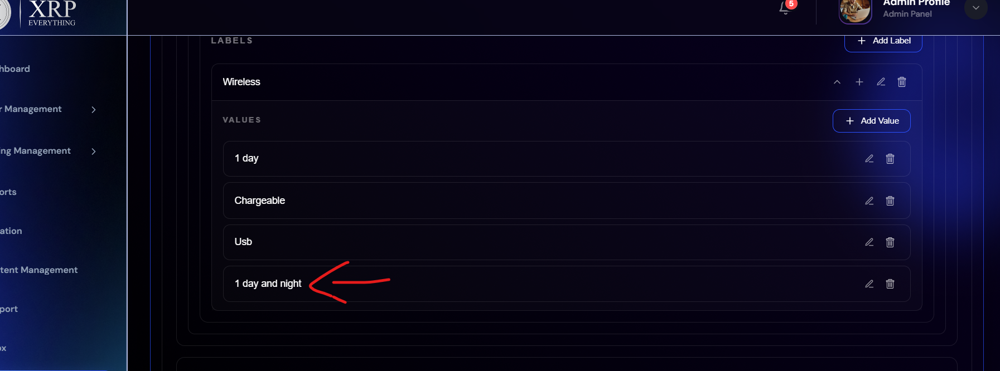 XRP
EVERYTHING
5
Admin Profile
Admin Panel
hboard
r Management
ing Management
orts
ation
tent Management
port
ox
LABELS
+ Add Label
Wireless
VALUES
+ Add Value
1 day
Chargeable
Usb
1 day and night